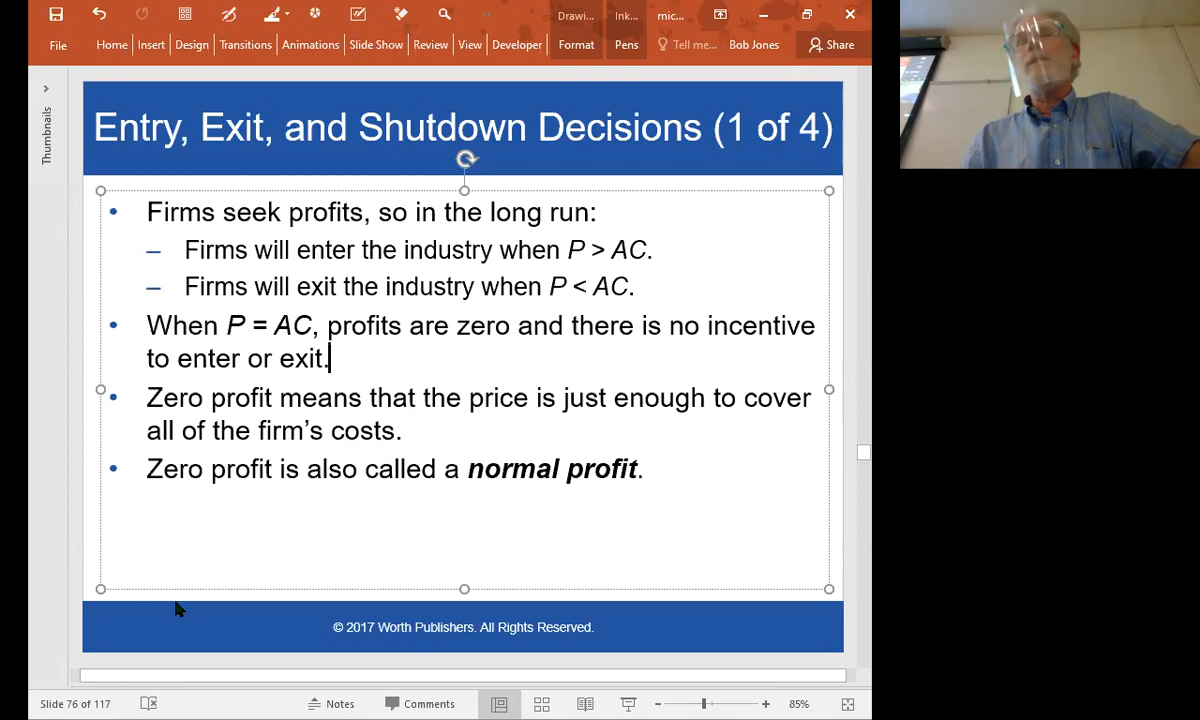 Drawi... Ink... mic...
File Home Insert Design Transitions Animations Slide Show Review View Developer Format Pens Tell me... Bob Jones Share
Thumbnails
Entry, Exit, and Shutdown Decisions (1 of 4)
• Firms seek profits, so in the long run:
– Firms will enter the industry when P > AC.
– Firms will exit the industry when P < AC.
• When P = AC, profits are zero and there is no incentive
to enter or exit.
• Zero profit means that the price is just enough to cover
all of the firm’s costs.
• Zero profit is also called a normal profit.
© 2017 Worth Publishers. All Rights Reserved.
Slide 76 of 117 Notes Comments 85%